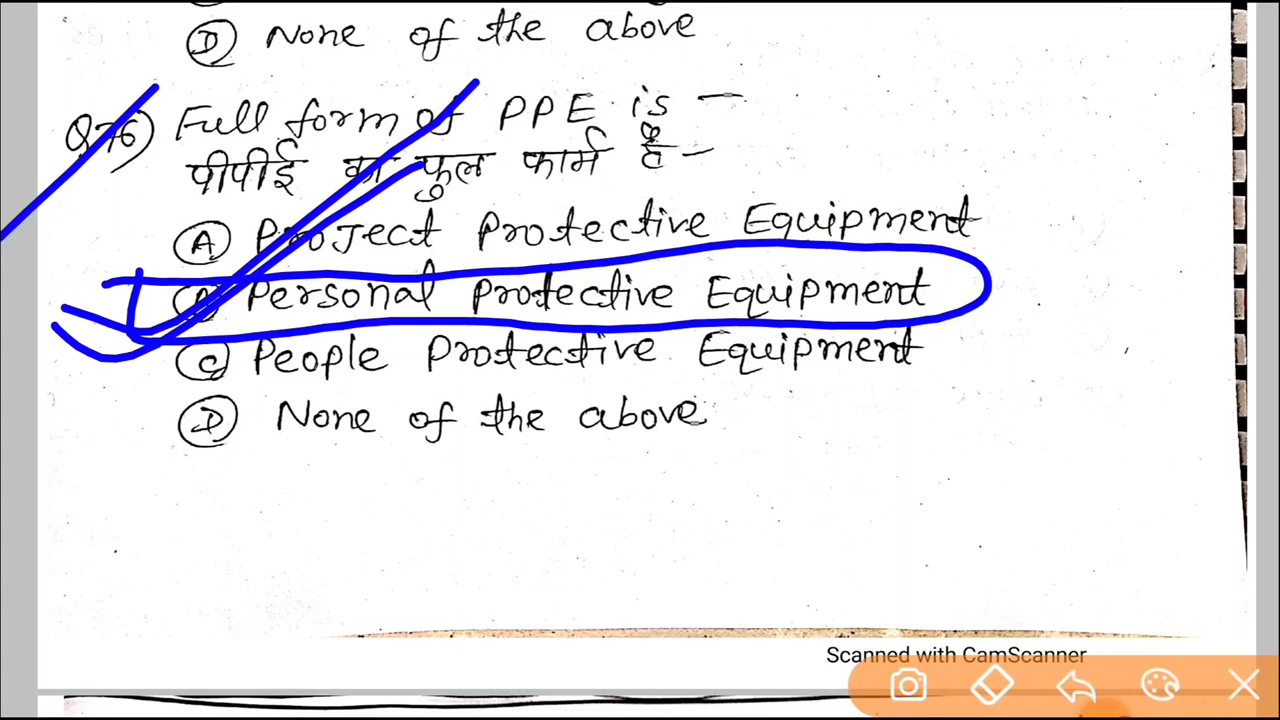 Ⓓ None of the above
Q76) Full form of PPE is —
पीपीई का फुल फार्म है —
Ⓐ Project Protective Equipment
Personal Protective Equipment
Ⓒ People Protective Equipment
Ⓓ None of the above
Scanned with CamScanner